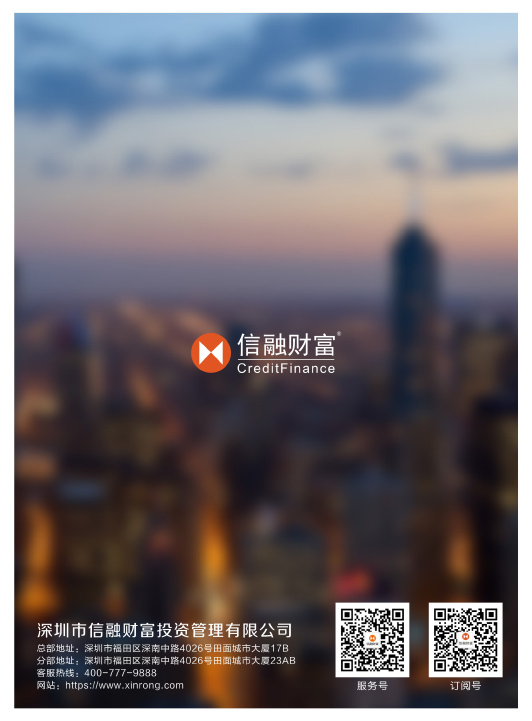 信融财富®
CreditFinance
深圳市信融财富投资管理有限公司
总部地址：深圳市福田区深南中路4026号田面城市大厦17B
分部地址：深圳市福田区深南中路4026号田面城市大厦23AB
客服热线：400-777-9888
网站：https://www.xinrong.com
服务号
订阅号